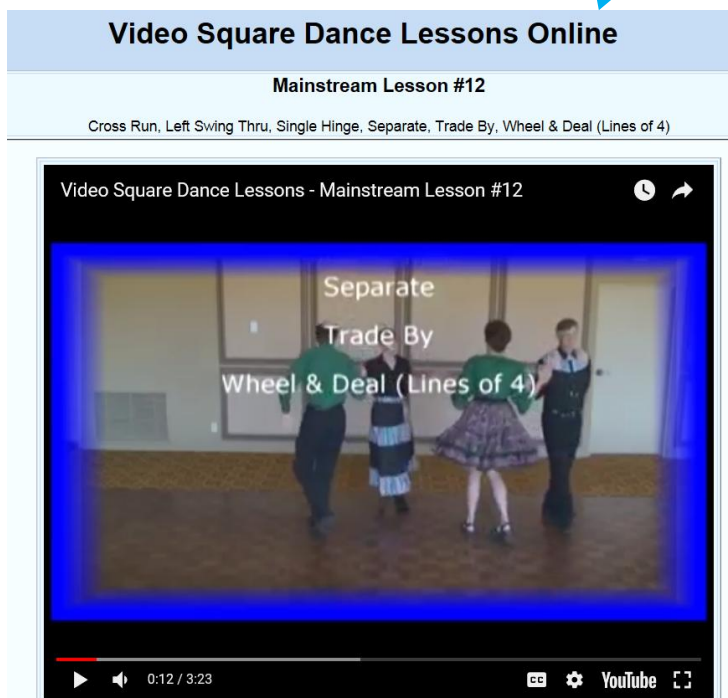 Video Square Dance Lessons Online
Mainstream Lesson #12
Cross Run, Left Swing Thru, Single Hinge, Separate, Trade By, Wheel & Deal (Lines of 4)
Video Square Dance Lessons - Mainstream Lesson #12
Separate
Trade By
Wheel & Deal (Lines of 4)
0:12 / 3:23
CC
YouTube